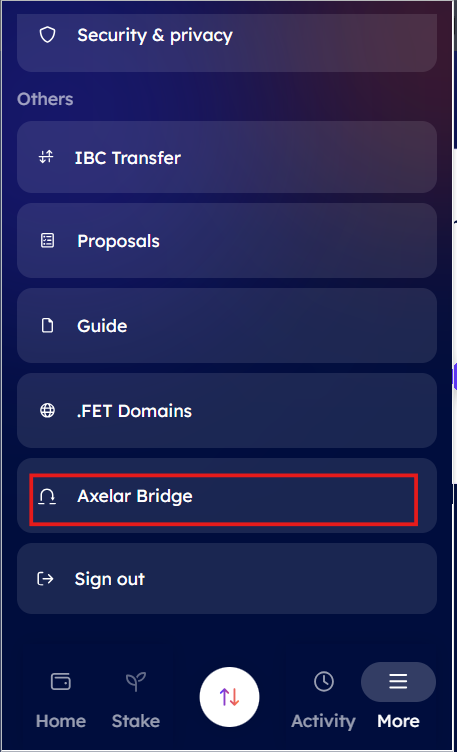 Security & privacy
Others
IBC Transfer
Proposals
Guide
.FET Domains
Axelar Bridge
Sign out
Home
Stake
Activity
More